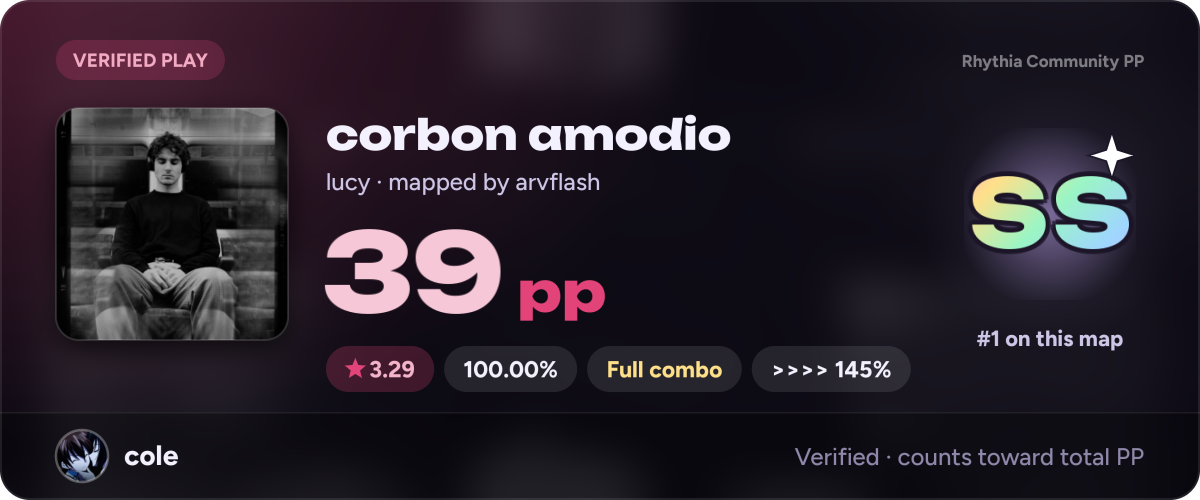 VERIFIED PLAY
Rhythia Community PP
corbon amodio
lucy · mapped by arvflash
39 pp
SS
★3.29
100.00%
Full combo
>>>> 145%
#1 on this map
cole
Verified · counts toward total PP